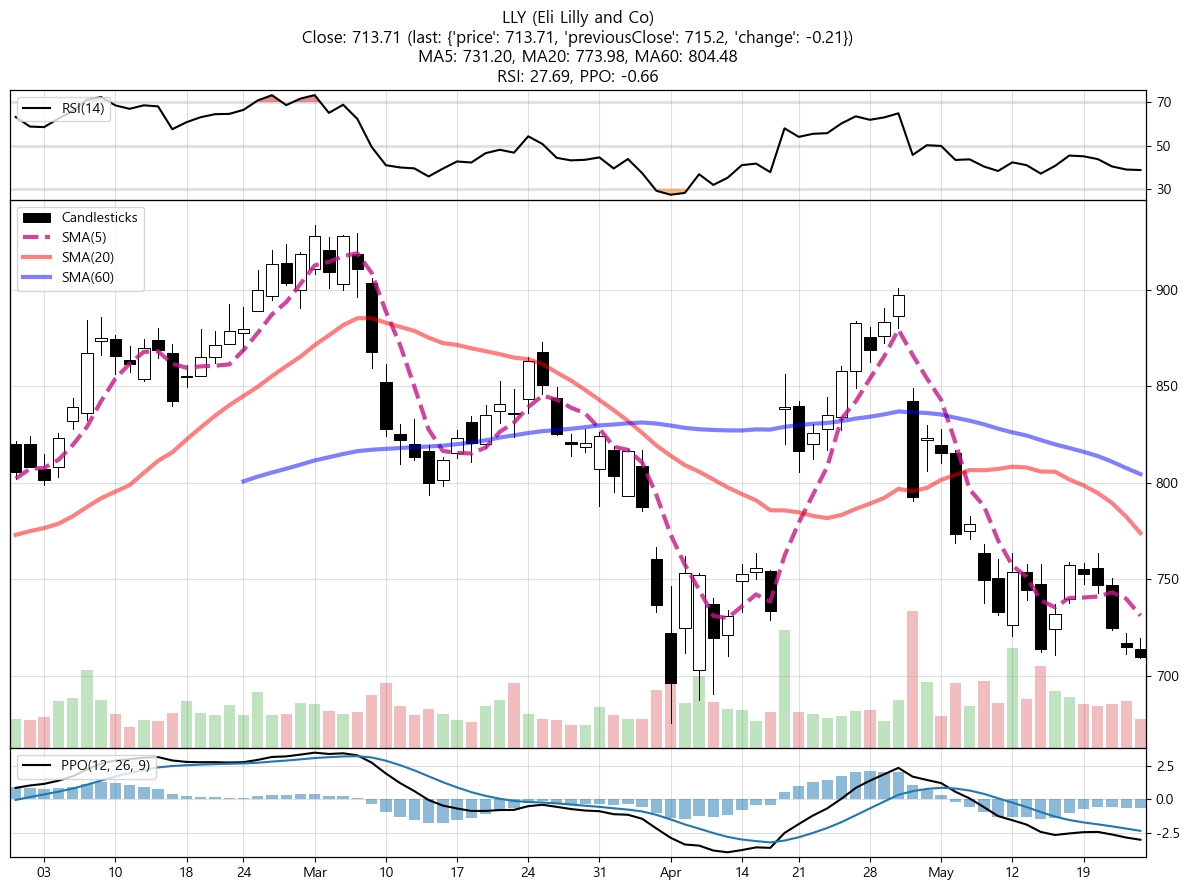 LLY (Eli Lilly and Co)
Close: 713.71 (last: {'price': 713.71, 'previousClose': 715.2, 'change': -0.21})
MA5: 731.20, MA20: 773.98, MA60: 804.48
RSI: 27.69, PPO: -0.66
RSI(14)
70
50
30
Candlesticks
SMA(5)
SMA(20)
SMA(60)
900
850
800
750
700
PPO(12, 26, 9)
2.5
0.0
−2.5
03 10 18 24 Mar 10 17 24 31 Apr 14 21 28 May 12 19